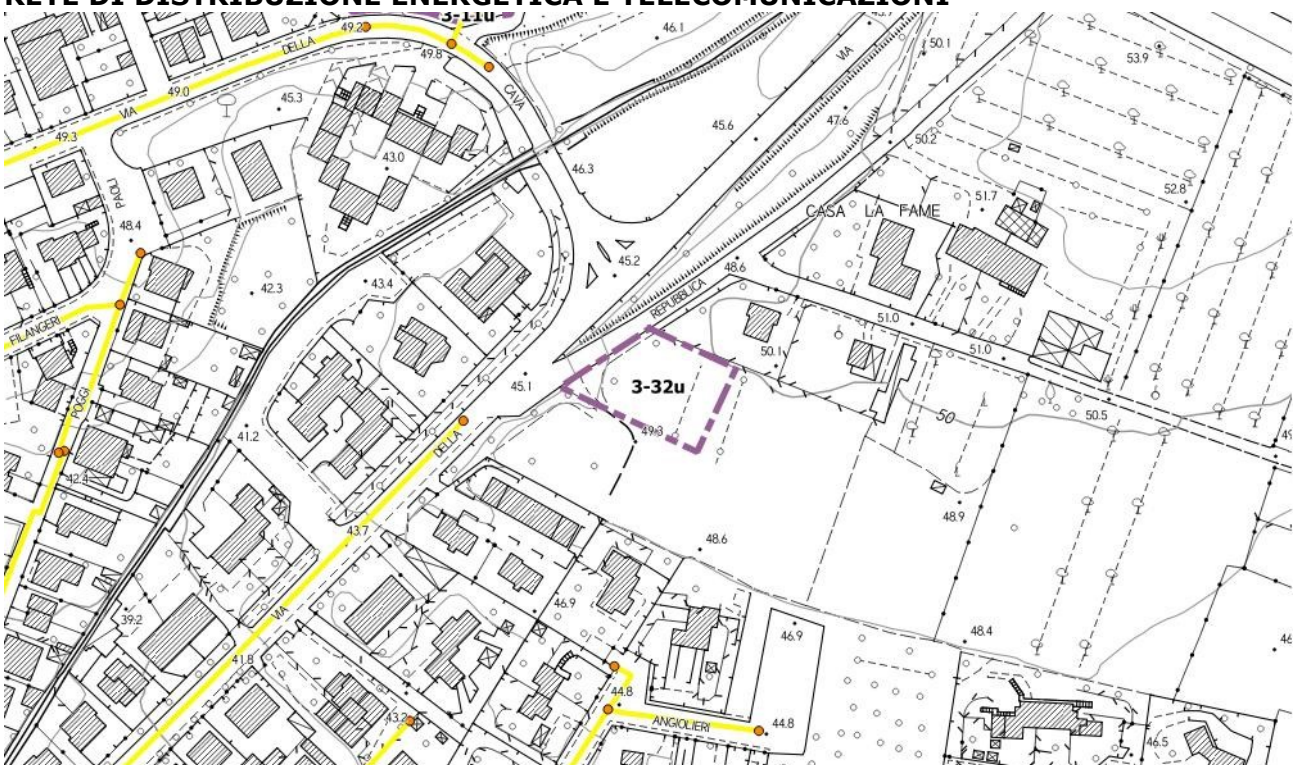 RETE DI DISTRIBUZIONE ENERGETICA E TELECOMUNICAZIONI
3-11u
49.2
DELLA
49.8
46.1
50.1
53.9
VIA
49.0
VIA
CAVA
45.3
47.6
45.6
49.3
50.2
43.0
46.3
52.8
PAOLI
51.7
CASA LA FAME
48.4
45.2
48.6
42.3
43.4
REPUBBLICA
FILANGERI
51.0
50.1
51.0
45.1
3-32u
POGGI
50
50.5
49.3
41.2
DELLA
42.4
48.9
43.7
48.6
46.9
39.2
VIA
46.9
48.4
41.8
44.8
43.2
ANGIOLIERI
44.8
46.5